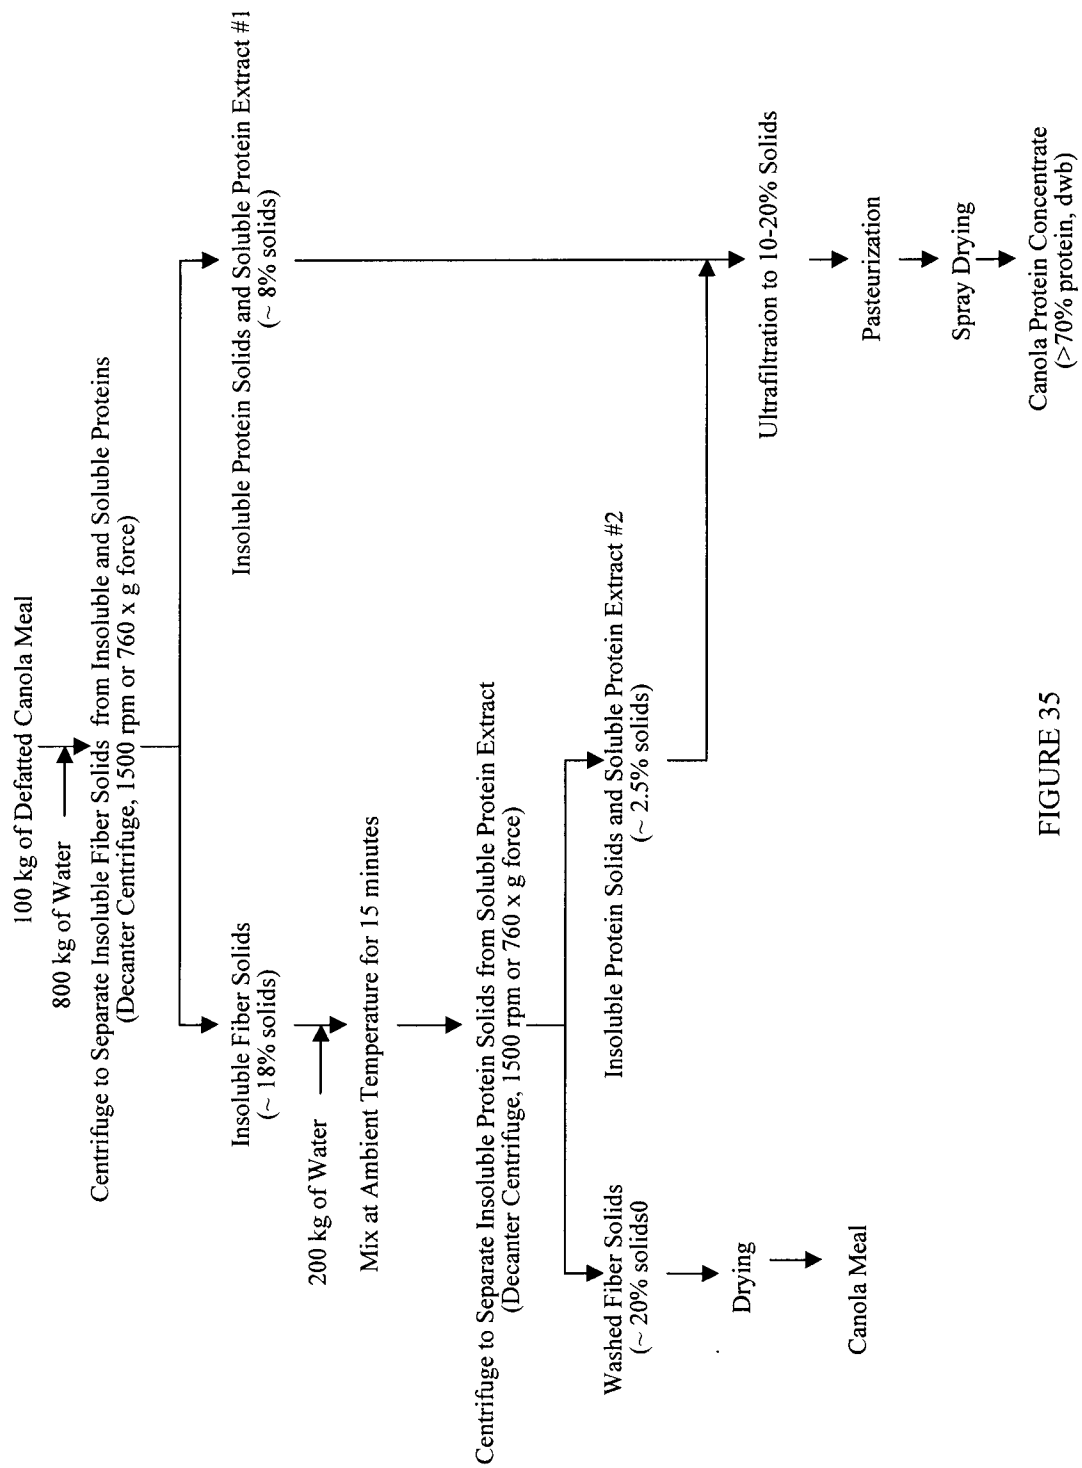 100 kg of Defatted Canola Meal
800 kg of Water
Centrifuge to Separate Insoluble Fiber Solids from Insoluble and Soluble Proteins
(Decanter Centrifuge, 1500 rpm or 760 x g force)
Insoluble Fiber Solids
(~ 18% solids)
Insoluble Protein Solids and Soluble Protein Extract #1
(~ 8% solids)
200 kg of Water
Mix at Ambient Temperature for 15 minutes
Centrifuge to Separate Insoluble Protein Solids from Soluble Protein Extract
(Decanter Centrifuge, 1500 rpm or 760 x g force)
Washed Fiber Solids
(~ 20% solids0
Insoluble Protein Solids and Soluble Protein Extract #2
(~ 2.5% solids)
Drying
Canola Meal
Ultrafiltration to 10-20% Solids
Pasteurization
Spray Drying
Canola Protein Concentrate
(>70% protein, dwb)
FIGURE 35